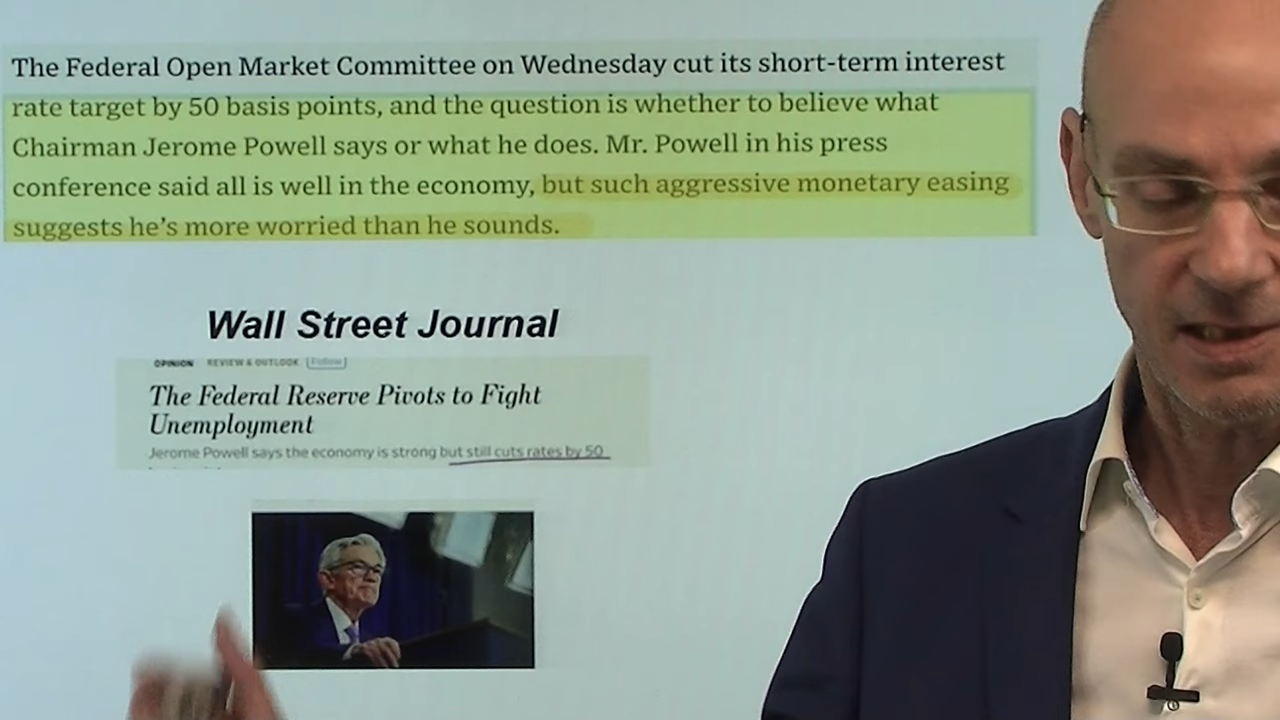 The Federal Open Market Committee on Wednesday cut its short-term interest
rate target by 50 basis points, and the question is whether to believe what
Chairman Jerome Powell says or what he does. Mr. Powell in his press
conference said all is well in the economy, but such aggressive monetary easing
suggests he's more worried than he sounds.
Wall Street Journal
OPINION REVIEW & OUTLOOK Follow
The Federal Reserve Pivots to Fight
Unemployment
Jerome Powell says the economy is strong but still cuts rates by 50